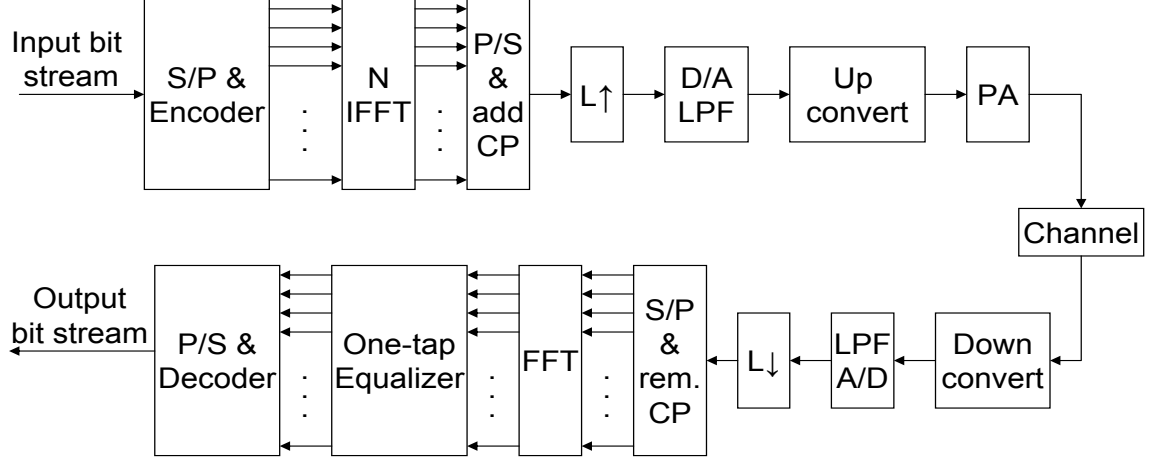 Input bit
stream
S/P &
Encoder
N
IFFT
P/S
&
add
CP
L↑
D/A
LPF
Up
convert
PA
Channel
Down
convert
LPF
A/D
L↓
S/P
&
rem.
CP
FFT
One-tap
Equalizer
P/S &
Decoder
Output
bit stream